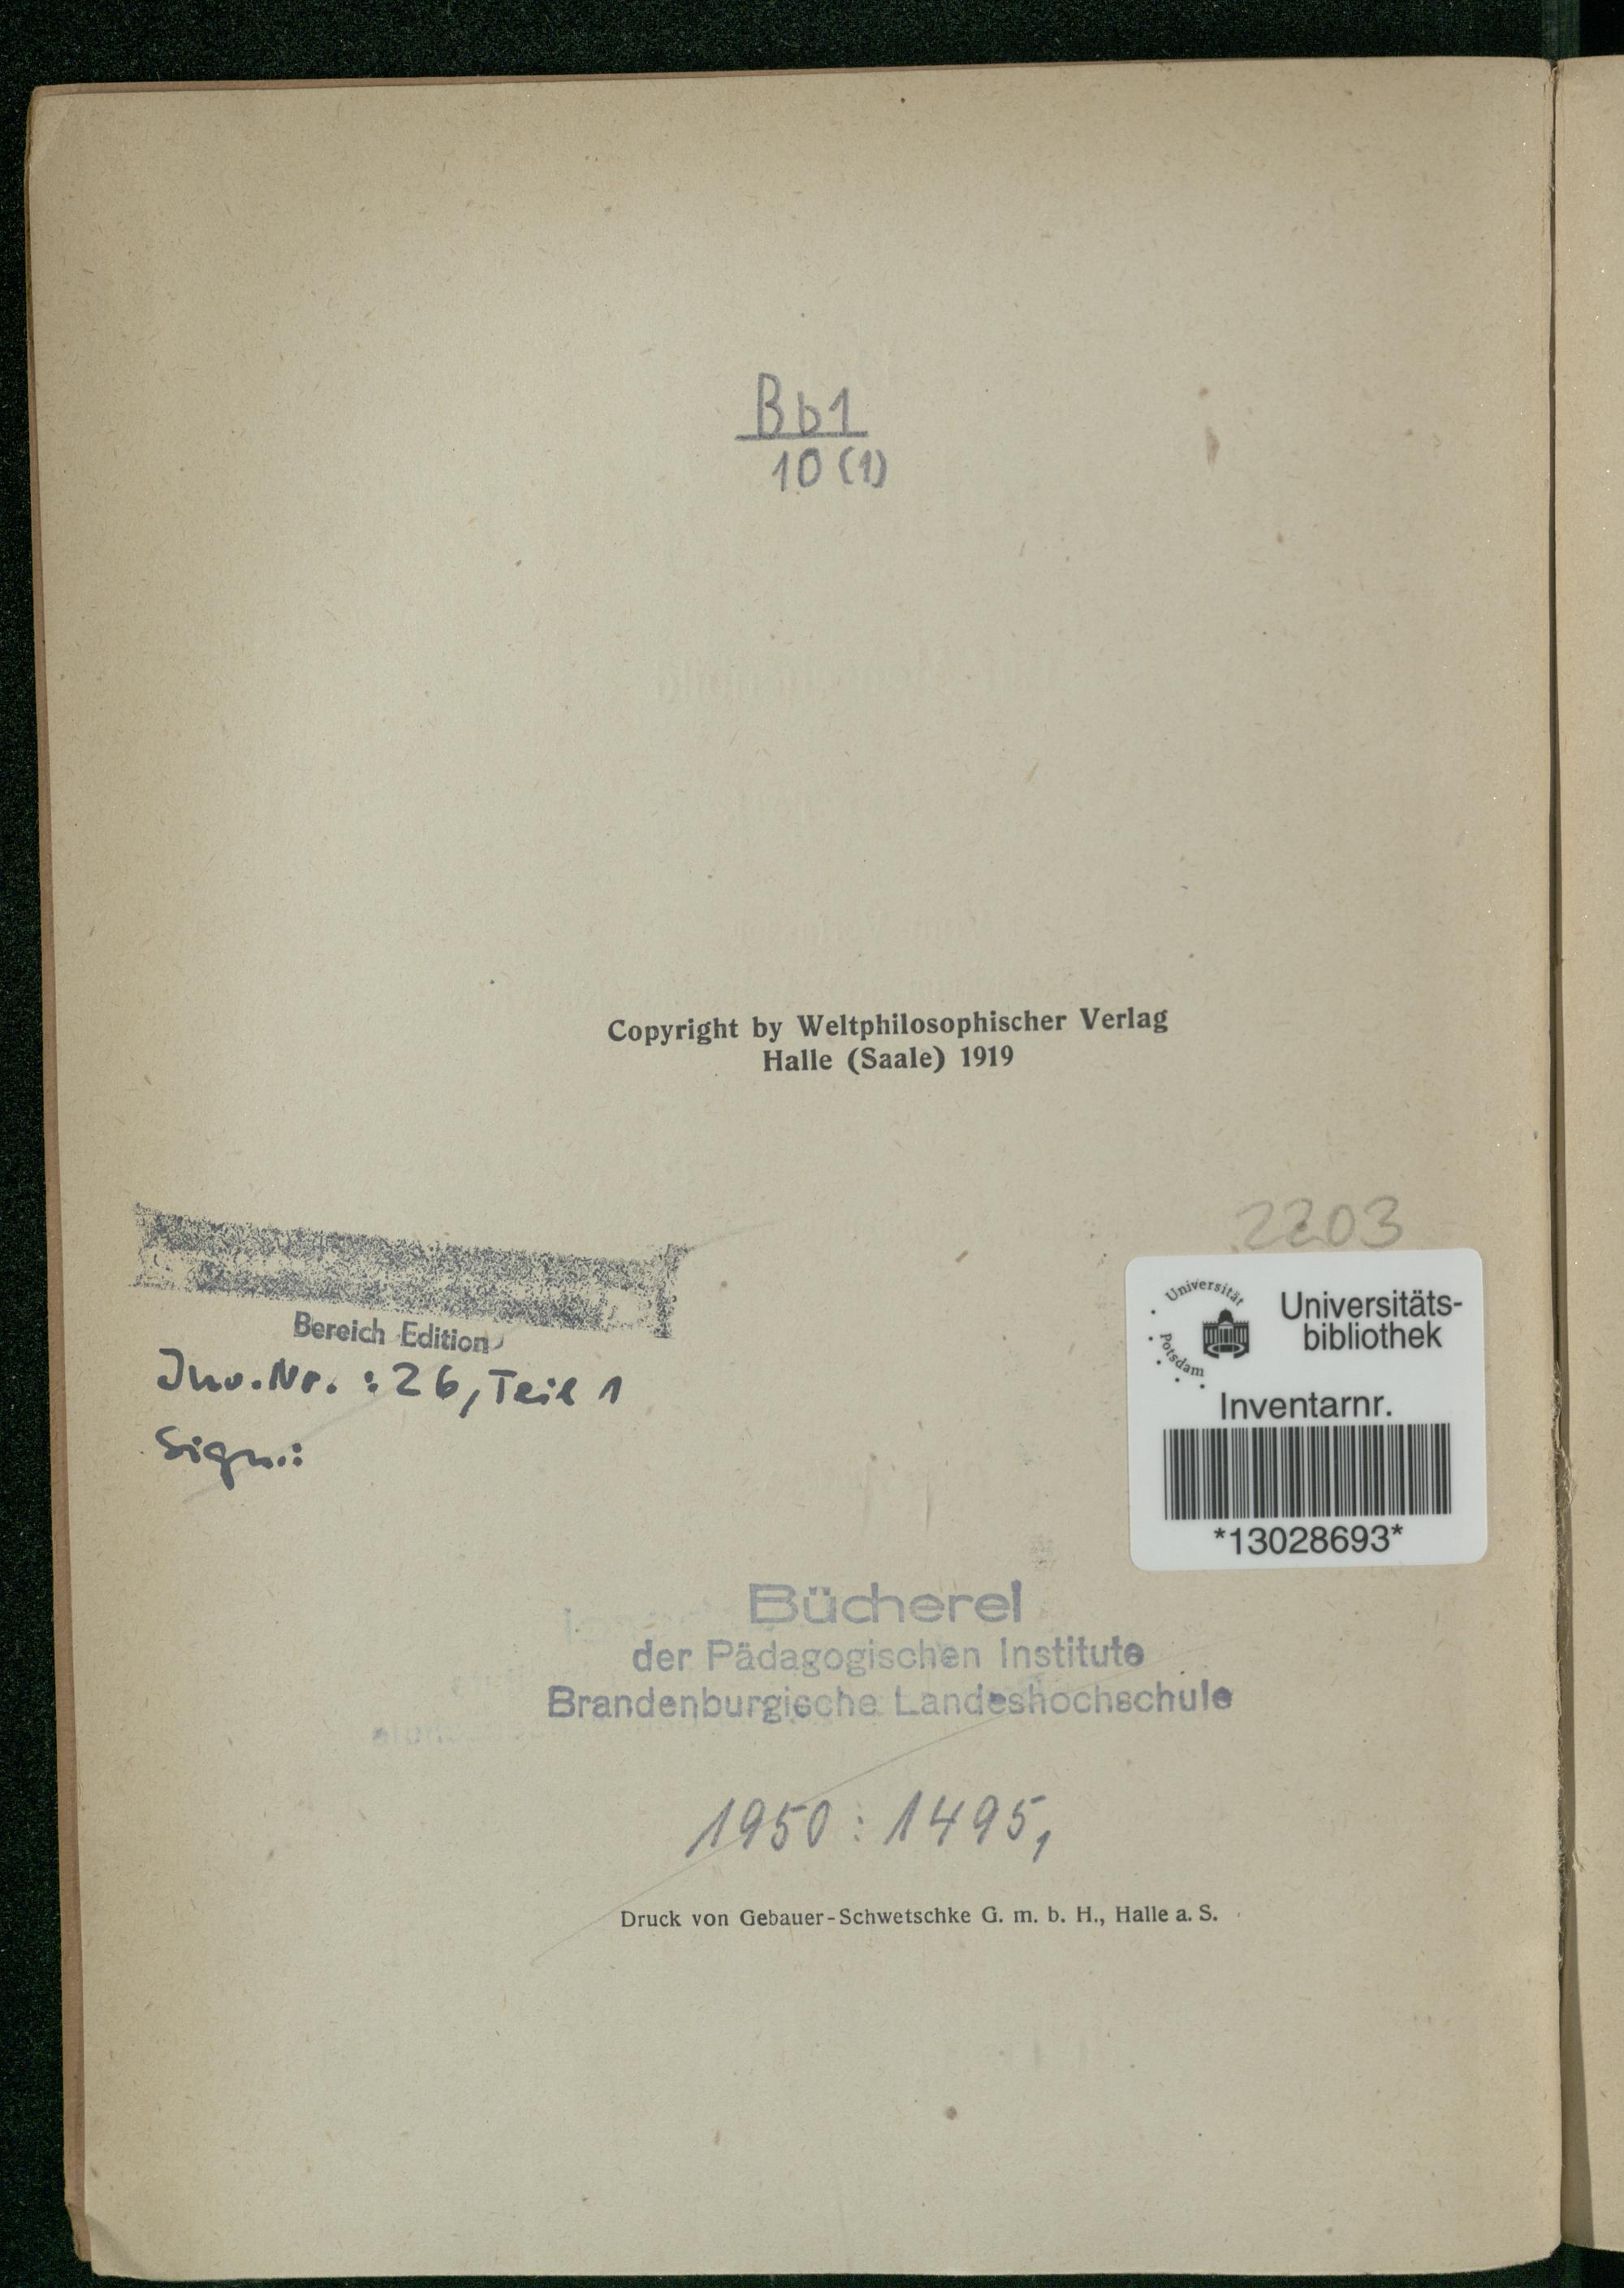 Bb1
10 (1)
Copyright by Weltphilosophischer Verlag
Halle (Saale) 1919
2203
Bereich Edition
Inv.Nr. : 26, Teil 1
Sign.:
Universität
Potsdam
Universitäts-
bibliothek
Inventarnr.
*13028693*
Bücherei
der Pädagogischen Institute
Brandenburgische Landeshochschule
1950 : 1495,
Druck von Gebauer-Schwetschke G. m. b. H., Halle a. S.